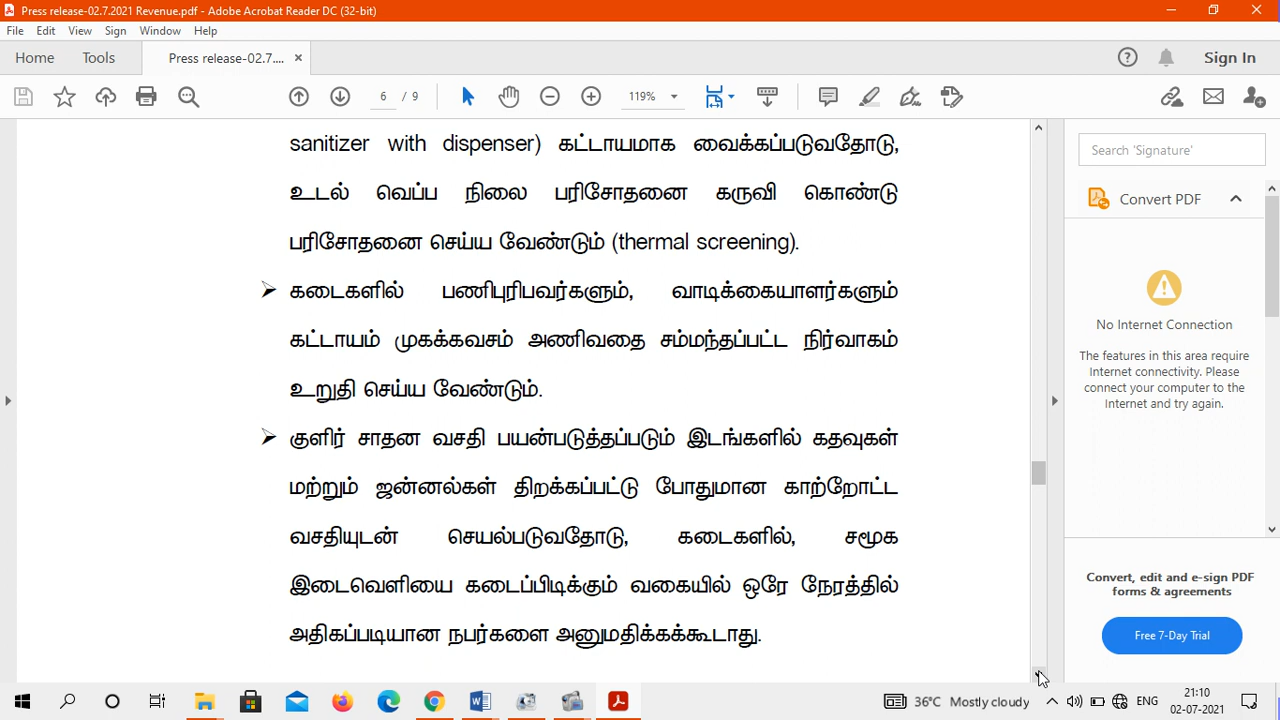 Press release-02.7.2021 Revenue.pdf - Adobe Acrobat Reader DC (32-bit)
File Edit View Sign Window Help
Home Tools Press release-02.7.... × Sign In
6 / 9 119%
sanitizer with dispenser) கட்டாயமாக வைக்கப்படுவதோடு,
உடல் வெப்ப நிலை பரிசோதனை கருவி கொண்டு
பரிசோதனை செய்ய வேண்டும் (thermal screening).
➢ கடைகளில் பணிபுரிபவர்களும், வாடிக்கையாளர்களும்
கட்டாயம் முகக்கவசம் அணிவதை சம்மந்தப்பட்ட நிர்வாகம்
உறுதி செய்ய வேண்டும்.
➢ குளிர் சாதன வசதி பயன்படுத்தப்படும் இடங்களில் கதவுகள்
மற்றும் ஜன்னல்கள் திறக்கப்பட்டு போதுமான காற்றோட்ட
வசதியுடன் செயல்படுவதோடு, கடைகளில், சமூக
இடைவெளியை கடைப்பிடிக்கும் வகையில் ஒரே நேரத்தில்
அதிகப்படியான நபர்களை அனுமதிக்கக்கூடாது.
Search 'Signature'
Convert PDF
No Internet Connection
The features in this area require
Internet connectivity. Please
connect your computer to the
Internet and try again.
Convert, edit and e-sign PDF
forms & agreements
Free 7-Day Trial
36°C Mostly cloudy ENG 21:10
02-07-2021